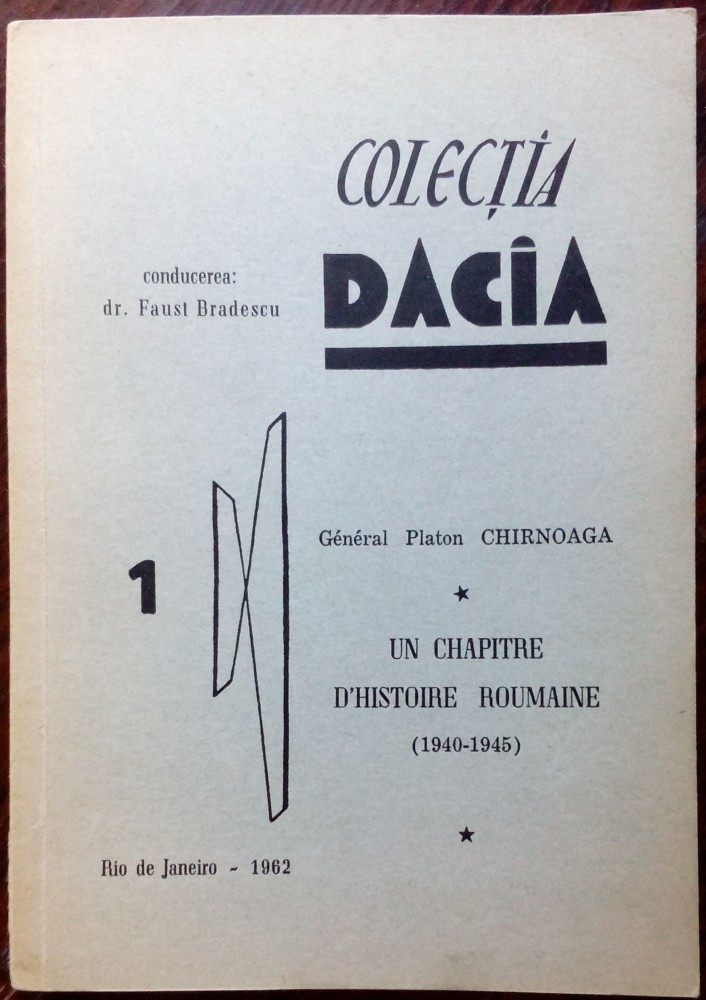 COLECȚIA
DACIA
conducerea:
dr. Faust Bradescu
1
Général Platon CHIRNOAGA
★
UN CHAPITRE
D'HISTOIRE ROUMAINE
(1940-1945)
★
Rio de Janeiro - 1962